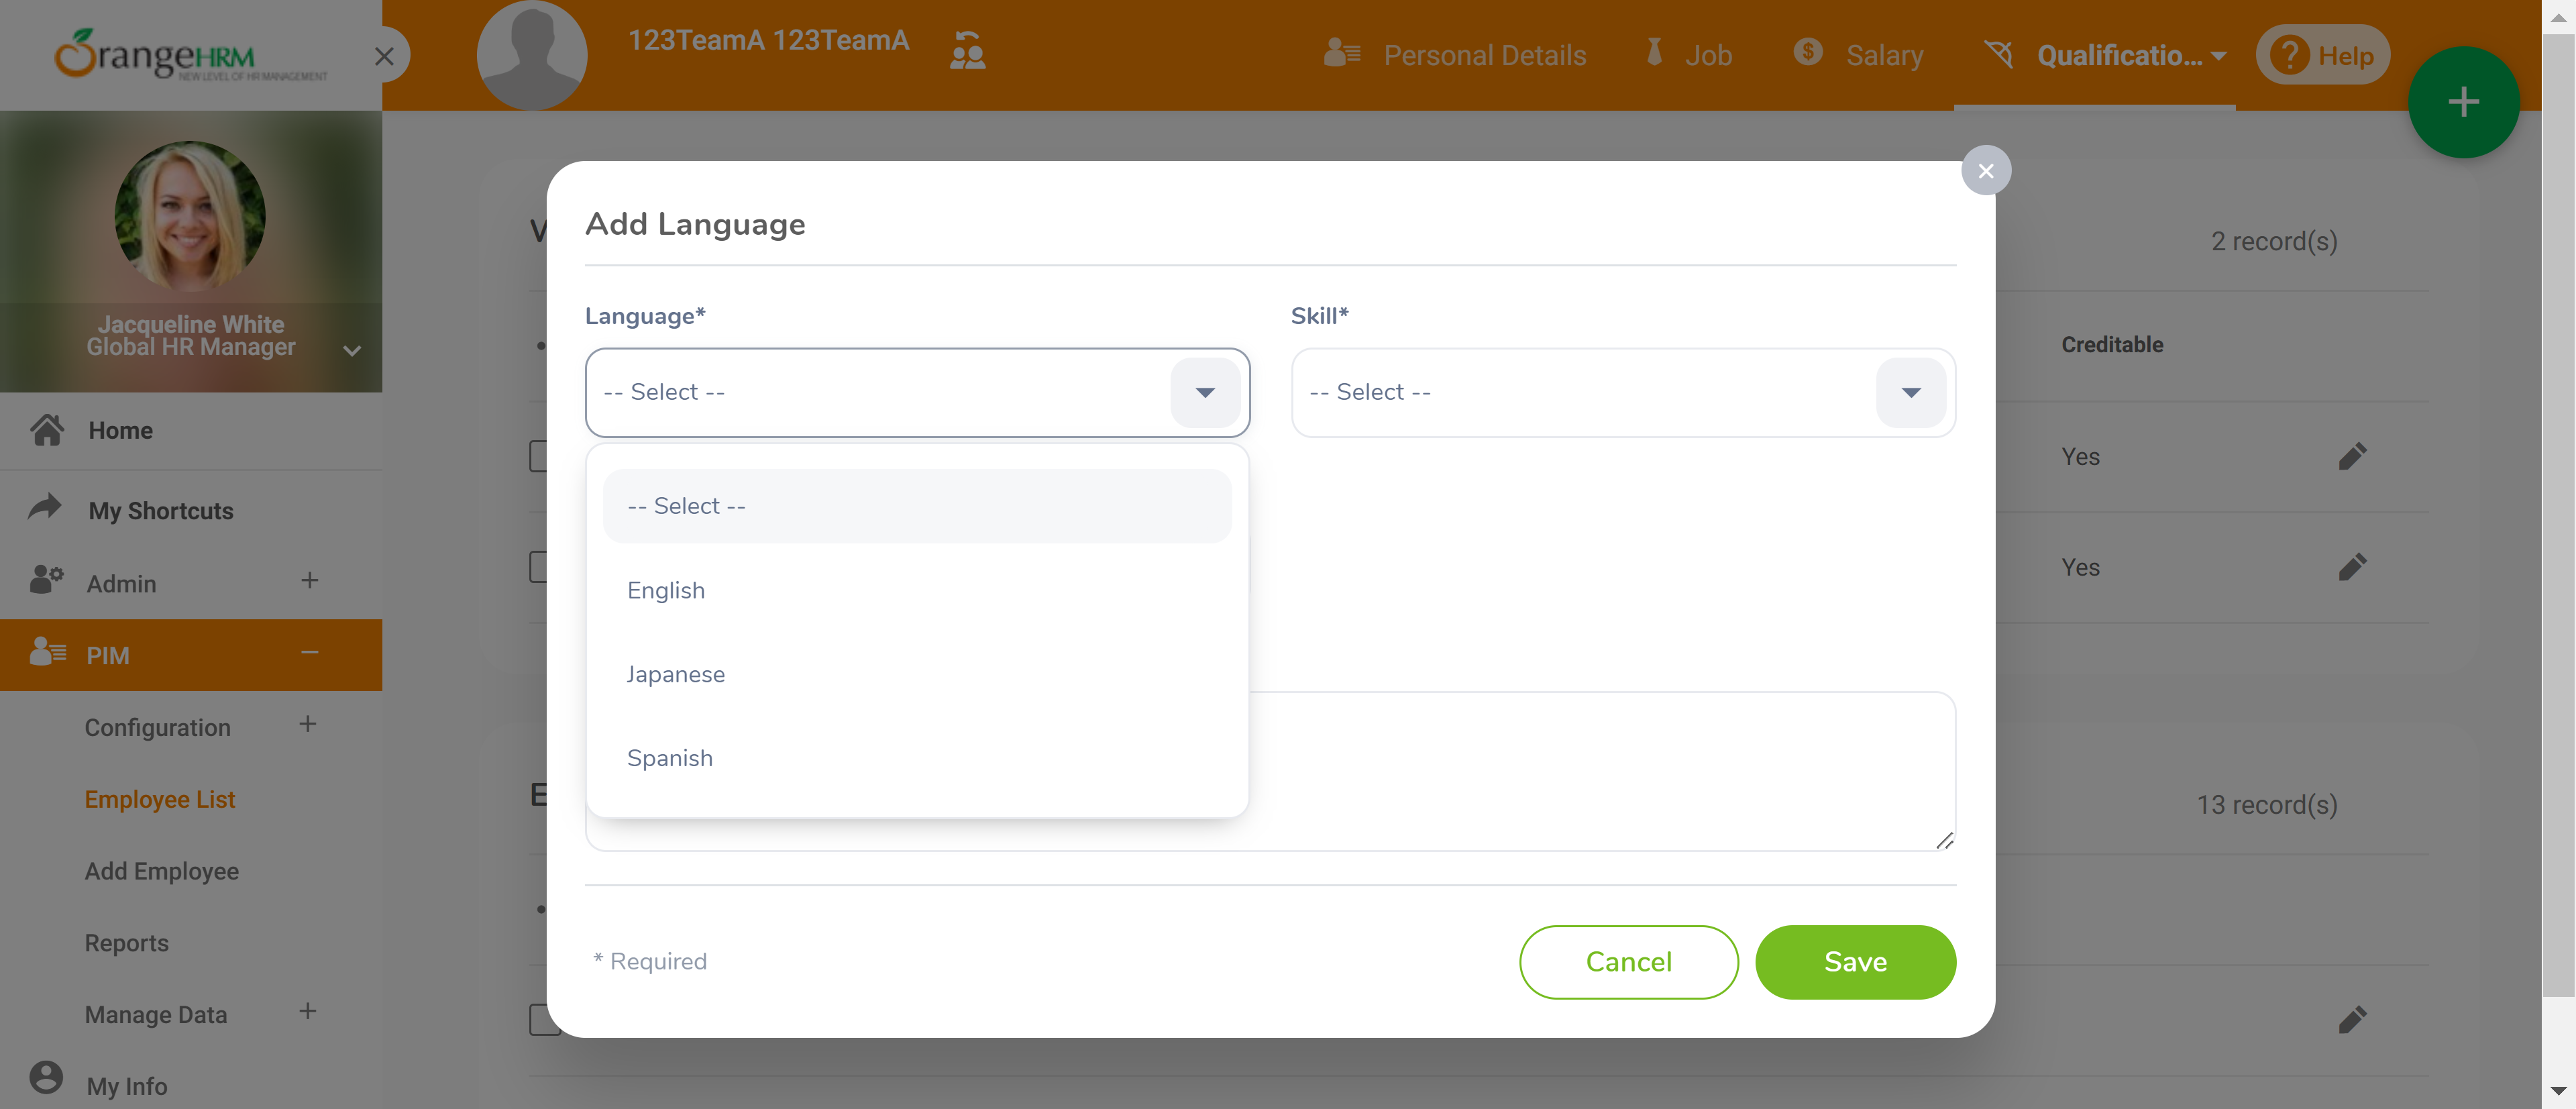 OrangeHRM
NEW LEVEL OF HR MANAGEMENT
123TeamA 123TeamA
Personal Details
Job
Salary
Qualificatio...
Help
Jacqueline White
Global HR Manager
Home
My Shortcuts
Admin
PIM
Configuration
Employee List
Add Employee
Reports
Manage Data
My Info
Add Language
Language*
Skill*
-- Select --
-- Select --
-- Select --
English
Japanese
Spanish
* Required
Cancel
Save
2 record(s)
Creditable
Yes
Yes
13 record(s)